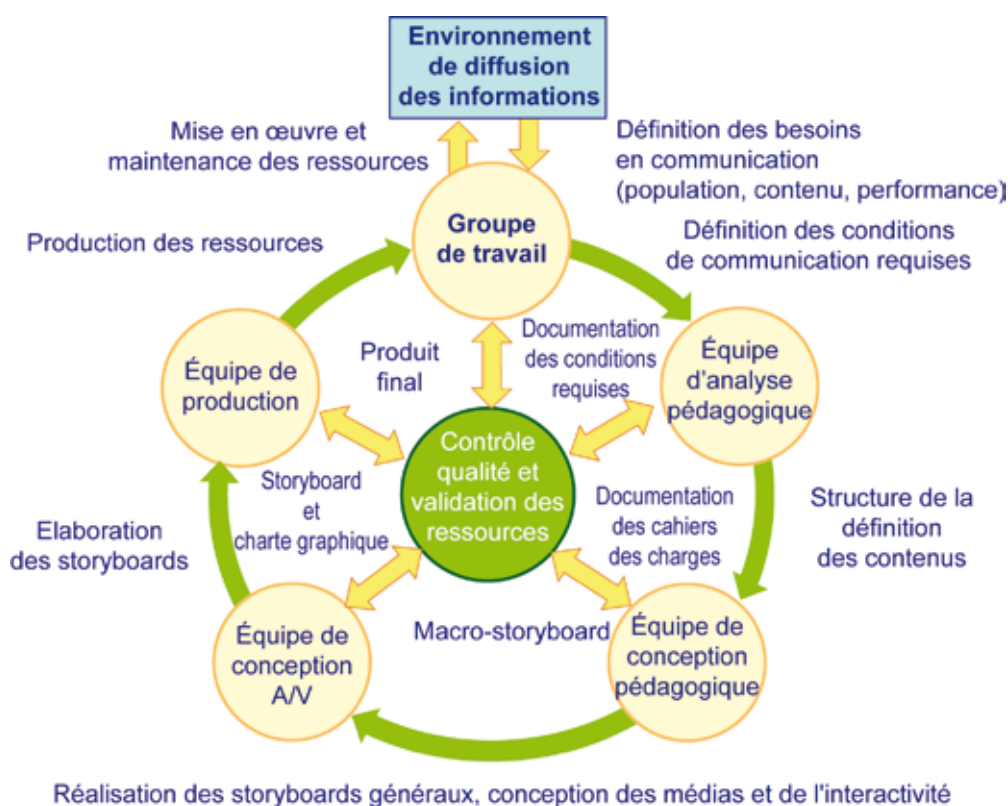 Environnement
de diffusion
des informations
Mise en œuvre et
maintenance des ressources
Définition des besoins
en communication
(population, contenu, performance)
Groupe
de travail
Production des ressources
Définition des conditions
de communication requises
Équipe de
production
Produit
final
Documentation
des conditions
requises
Équipe
d'analyse
pédagogique
Contrôle
qualité et
validation des
ressources
Storyboard
et
charte graphique
Documentation
des cahiers
des charges
Elaboration
des storyboards
Structure de la
définition
des contenus
Équipe de
conception
A/V
Macro-storyboard
Équipe de
conception
pédagogique
Réalisation des storyboards généraux, conception des médias et de l'interactivité